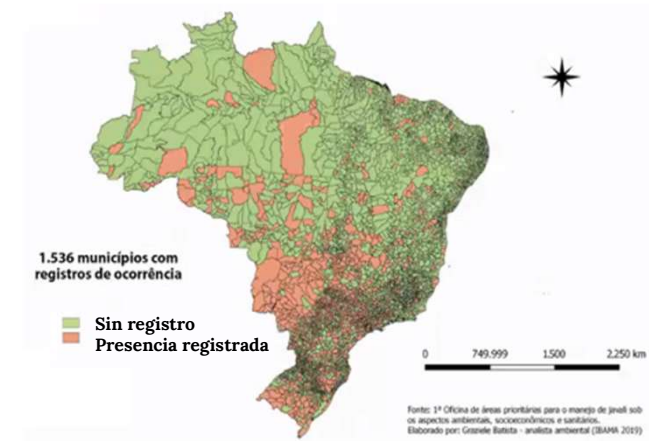 1.536 municípios com
registros de ocorrência
Sin registro
Presencia registrada
0 749.999 1.500 2,250 km
Fonte: 1ª Oficina de áreas prioritárias para o manejo de javali sob
os aspectos ambientais, socioeconômicos e sanitários.
Elaborado por: Graziele Batista - analista ambiental (IBAMA 2019)